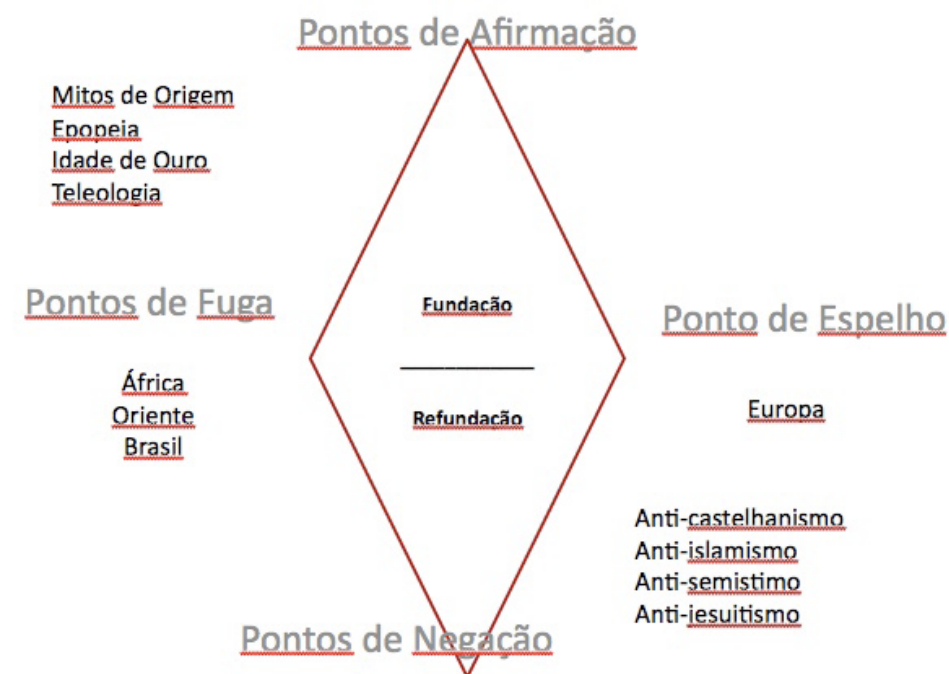 Pontos de Afirmação
Mitos de Origem
Epopeia
Idade de Ouro
Teleologia
Pontos de Fuga
África
Oriente
Brasil
Fundação
Refundação
Ponto de Espelho
Europa
Anti-castelhanismo
Anti-islamismo
Anti-semistimo
Anti-jesuitismo
Pontos de Negação